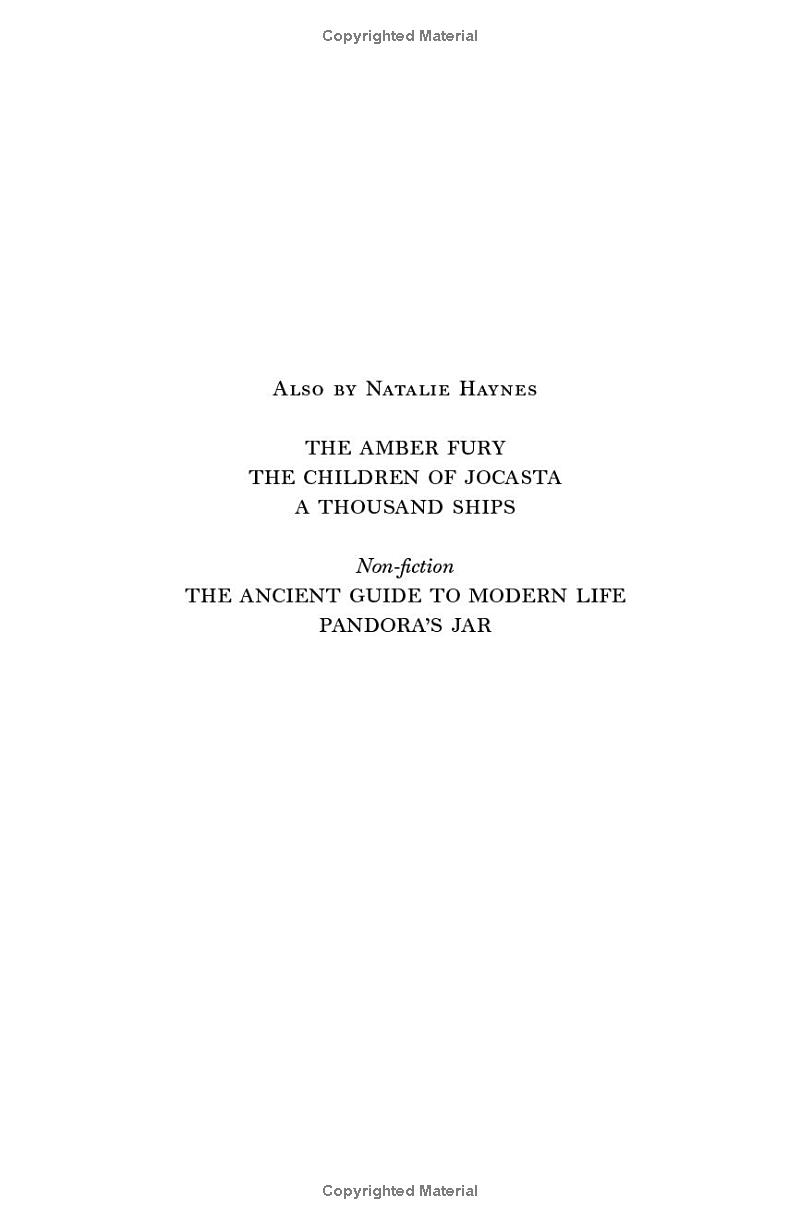 Copyrighted Material
Also by Natalie Haynes
THE AMBER FURY
THE CHILDREN OF JOCASTA
A THOUSAND SHIPS
Non-fiction
THE ANCIENT GUIDE TO MODERN LIFE
PANDORA’S JAR
Copyrighted Material